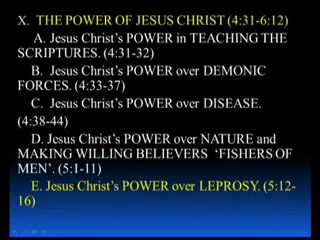 X.  THE POWER OF JESUS CHRIST (4:31-6:12)
A. Jesus Christ's POWER in TEACHING THE
SCRIPTURES. (4:31-32)
B.  Jesus Christ's POWER over DEMONIC
FORCES. (4:33-37)
C.  Jesus Christ's POWER over DISEASE.
(4:38-44)
D. Jesus Christ's POWER over NATURE and
MAKING WILLING BELIEVERS  'FISHERS OF
MEN'. (5:1-11)
E. Jesus Christ's POWER over LEPROSY. (5:12-
16)